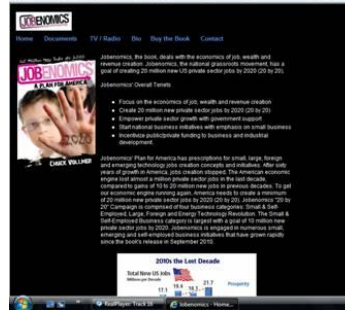 JOBENOMICS
Home Documents TV / Radio Bio Buy the Book Contact
JOBENOMICS
A PLAN FOR AMERICA
CHUCK VOLLMER
Jobenomics, the book, deals with the economics of job, wealth and
revenue creation. Jobenomics, the national grassroots movement, has a
goal of creating 20 million new US private sector jobs by 2020 (20 by 20).
Jobenomics' Overall Tenets
Focus on the economics of job, wealth and revenue creation
Create 20 million new private sector jobs by 2020 (20 by 20)
Empower private sector growth with government support
Start national business initiatives with emphasis on small business
Incentivize public/private funding to business and industrial
development.
Jobenomics' Plan for America has prescriptions for small, large, foreign
and emerging technology jobs creation concepts and initiatives. After sixty
years of growth in America, jobs creation stopped. The American economic
engine lost almost a million private sector jobs in the last decade,
compared to gains of 10 to 20 million new jobs in previous decades. To get
our economic engine running again, America needs to create a minimum
of 20 million new private sector jobs by 2020 (20 by 20). Jobenomics "20 by
20" Campaign is comprised of four business categories: Small & Self-
Employed, Large, Foreign and Emerging Technology Revolution. The Small &
Self-Employed Business category is largest with a goal of 10 million new
private sector jobs by 2020. Jobenomics is engaged in numerous small,
emerging and self-employed business initiatives that have grown rapidly
since the book's release in September 2010.
2010s the Lost Decade
Total New US Jobs
Millions per Decade
17.1 16.4 16.7 21.7 Prosperity
RealPlayer: Track 16
Jobenomics - Home...